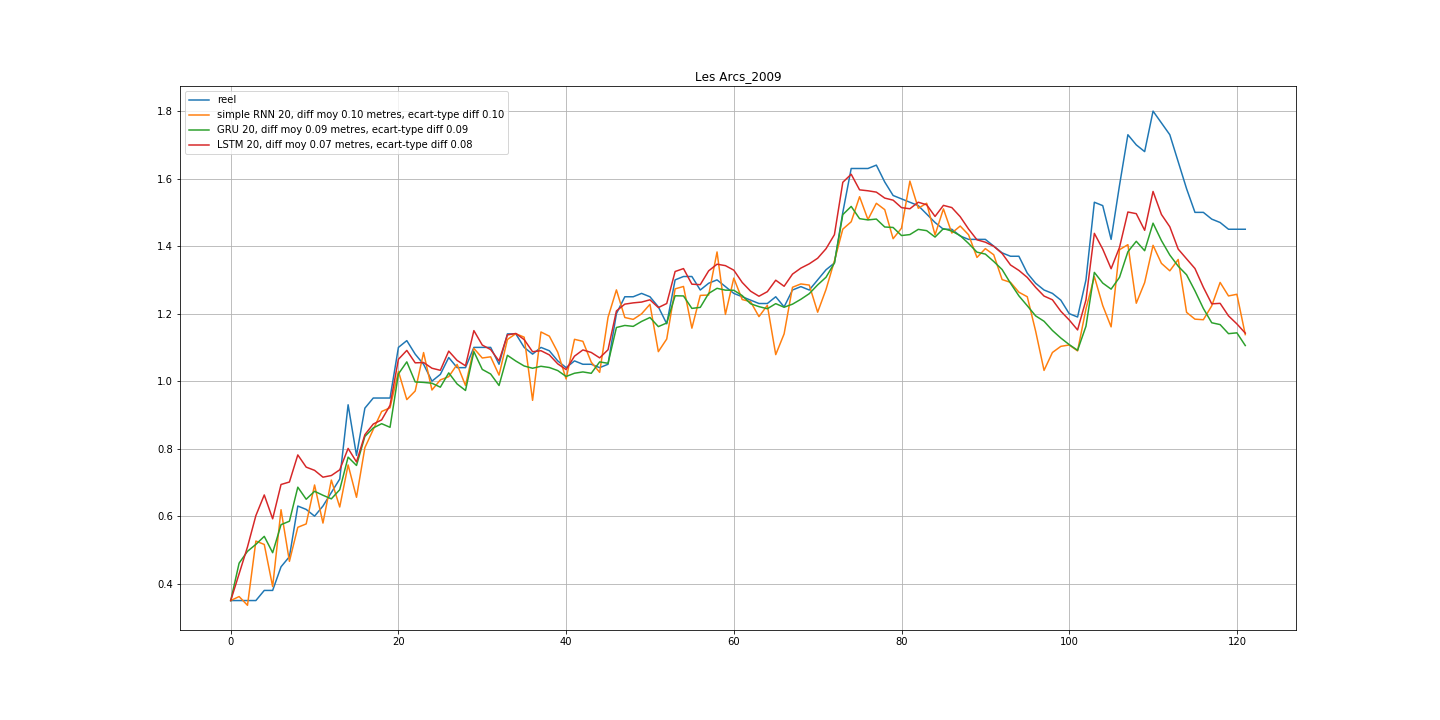 Les Arcs_2009
reel
simple RNN 20, diff moy 0.10 metres, ecart-type diff 0.10
GRU 20, diff moy 0.09 metres, ecart-type diff 0.09
LSTM 20, diff moy 0.07 metres, ecart-type diff 0.08
1.8
1.6
1.4
1.2
1.0
0.8
0.6
0.4
0 20 40 60 80 100 120